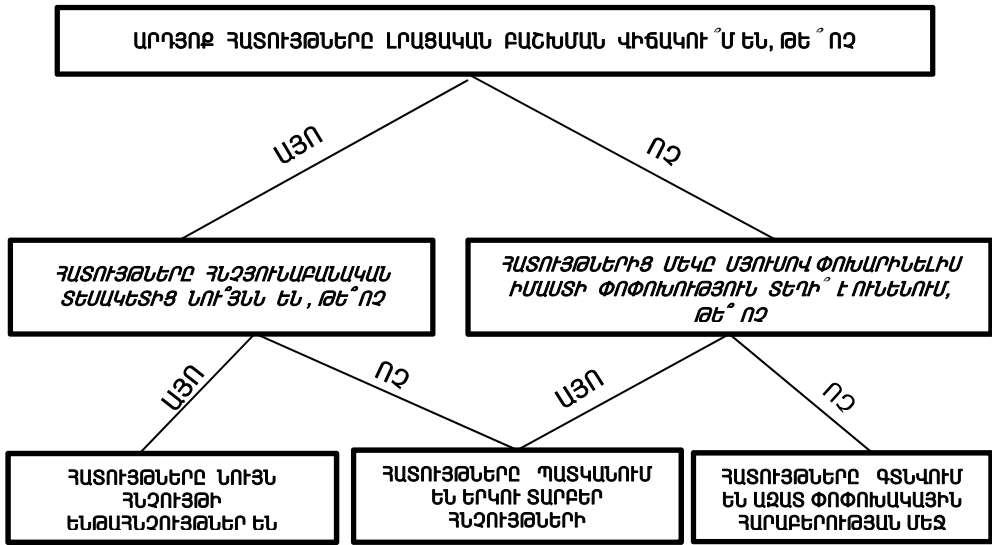 ԱՐԴՅՈՔ ՀԱՏՈՒՅԹՆԵՐԸ ԼՐԱՑԱԿԱՆ ԲԱՇԽՄԱՆ ՎԻՃԱԿՈՒ՞Մ ԵՆ, ԹԵ՞ ՈՉ
ԱՅՈ
ՈՉ
ՀԱՏՈՒՅԹՆԵՐԸ ՀՆՉՅՈՒՆԱԲԱՆԱԿԱՆ
ՏԵՍԱԿԵՏԻՑ ՆՈՒ՞ՅՆՆ ԵՆ , ԹԵ՞ ՈՉ
ՀԱՏՈՒՅԹՆԵՐԻՑ ՄԵԿԸ ՄՅՈՒՍՈՎ ՓՈԽԱՐԻՆԵԼԻՍ
ԻՄԱՍՏԻ ՓՈՓՈԽՈՒԹՅՈՒՆ ՏԵՂԻ՞ Է ՈՒՆԵՆՈՒՄ,
ԹԵ՞ ՈՉ
ԱՅՈ
ՈՉ
ԱՅՈ
ՈՉ
ՀԱՏՈՒՅԹՆԵՐԸ ՆՈՒՅՆ
ՀՆՉՈՒՅԹԻ
ԵՆԹԱՀՆՉՈՒՅԹՆԵՐ ԵՆ
ՀԱՏՈՒՅԹՆԵՐԸ ՊԱՏԿԱՆՈՒՄ
ԵՆ ԵՐԿՈՒ ՏԱՐԲԵՐ
ՀՆՉՈՒՅԹՆԵՐԻ
ՀԱՏՈՒՅԹՆԵՐԸ ԳՏՆՎՈՒՄ
ԵՆ ԱԶԱՏ ՓՈՓՈԽԱԿԱՅԻՆ
ՀԱՐԱԲԵՐՈՒԹՅԱՆ ՄԵՋ